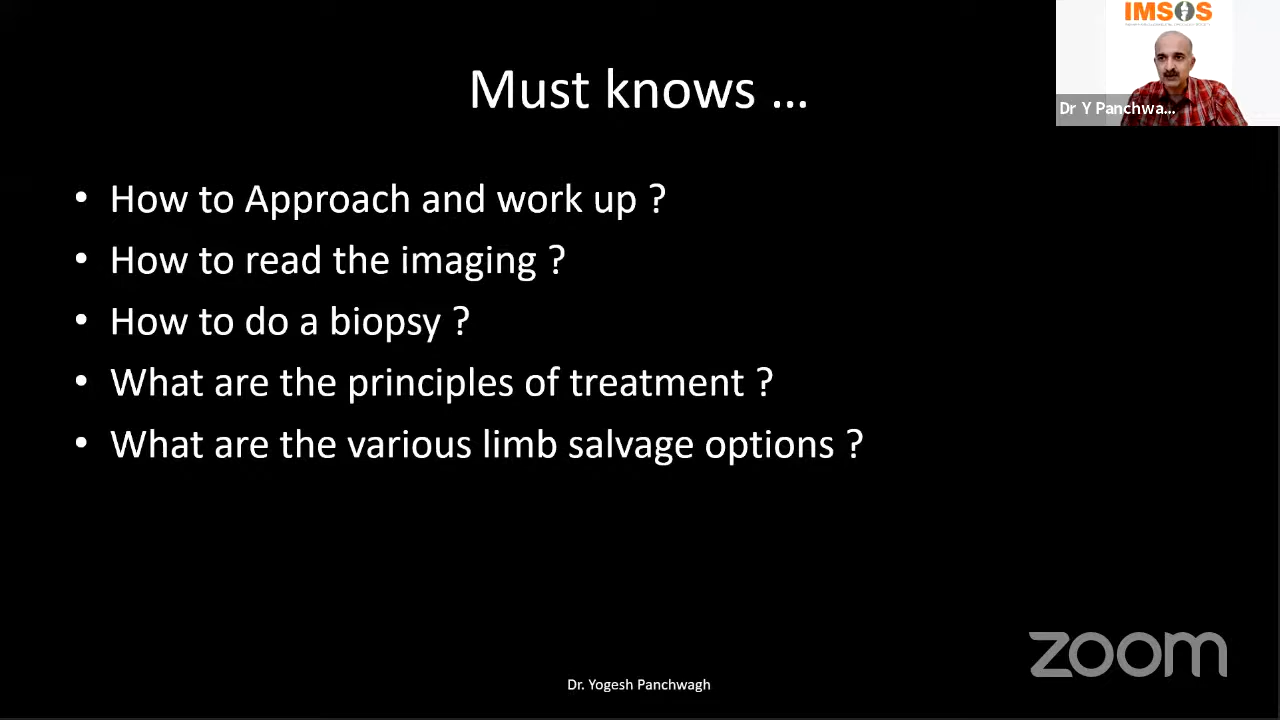 IMSOS
Must knows ...
Dr Y Panchwa...
• How to Approach and work up ?
• How to read the imaging ?
• How to do a biopsy ?
• What are the principles of treatment ?
• What are the various limb salvage options ?
zoom
Dr. Yogesh Panchwagh